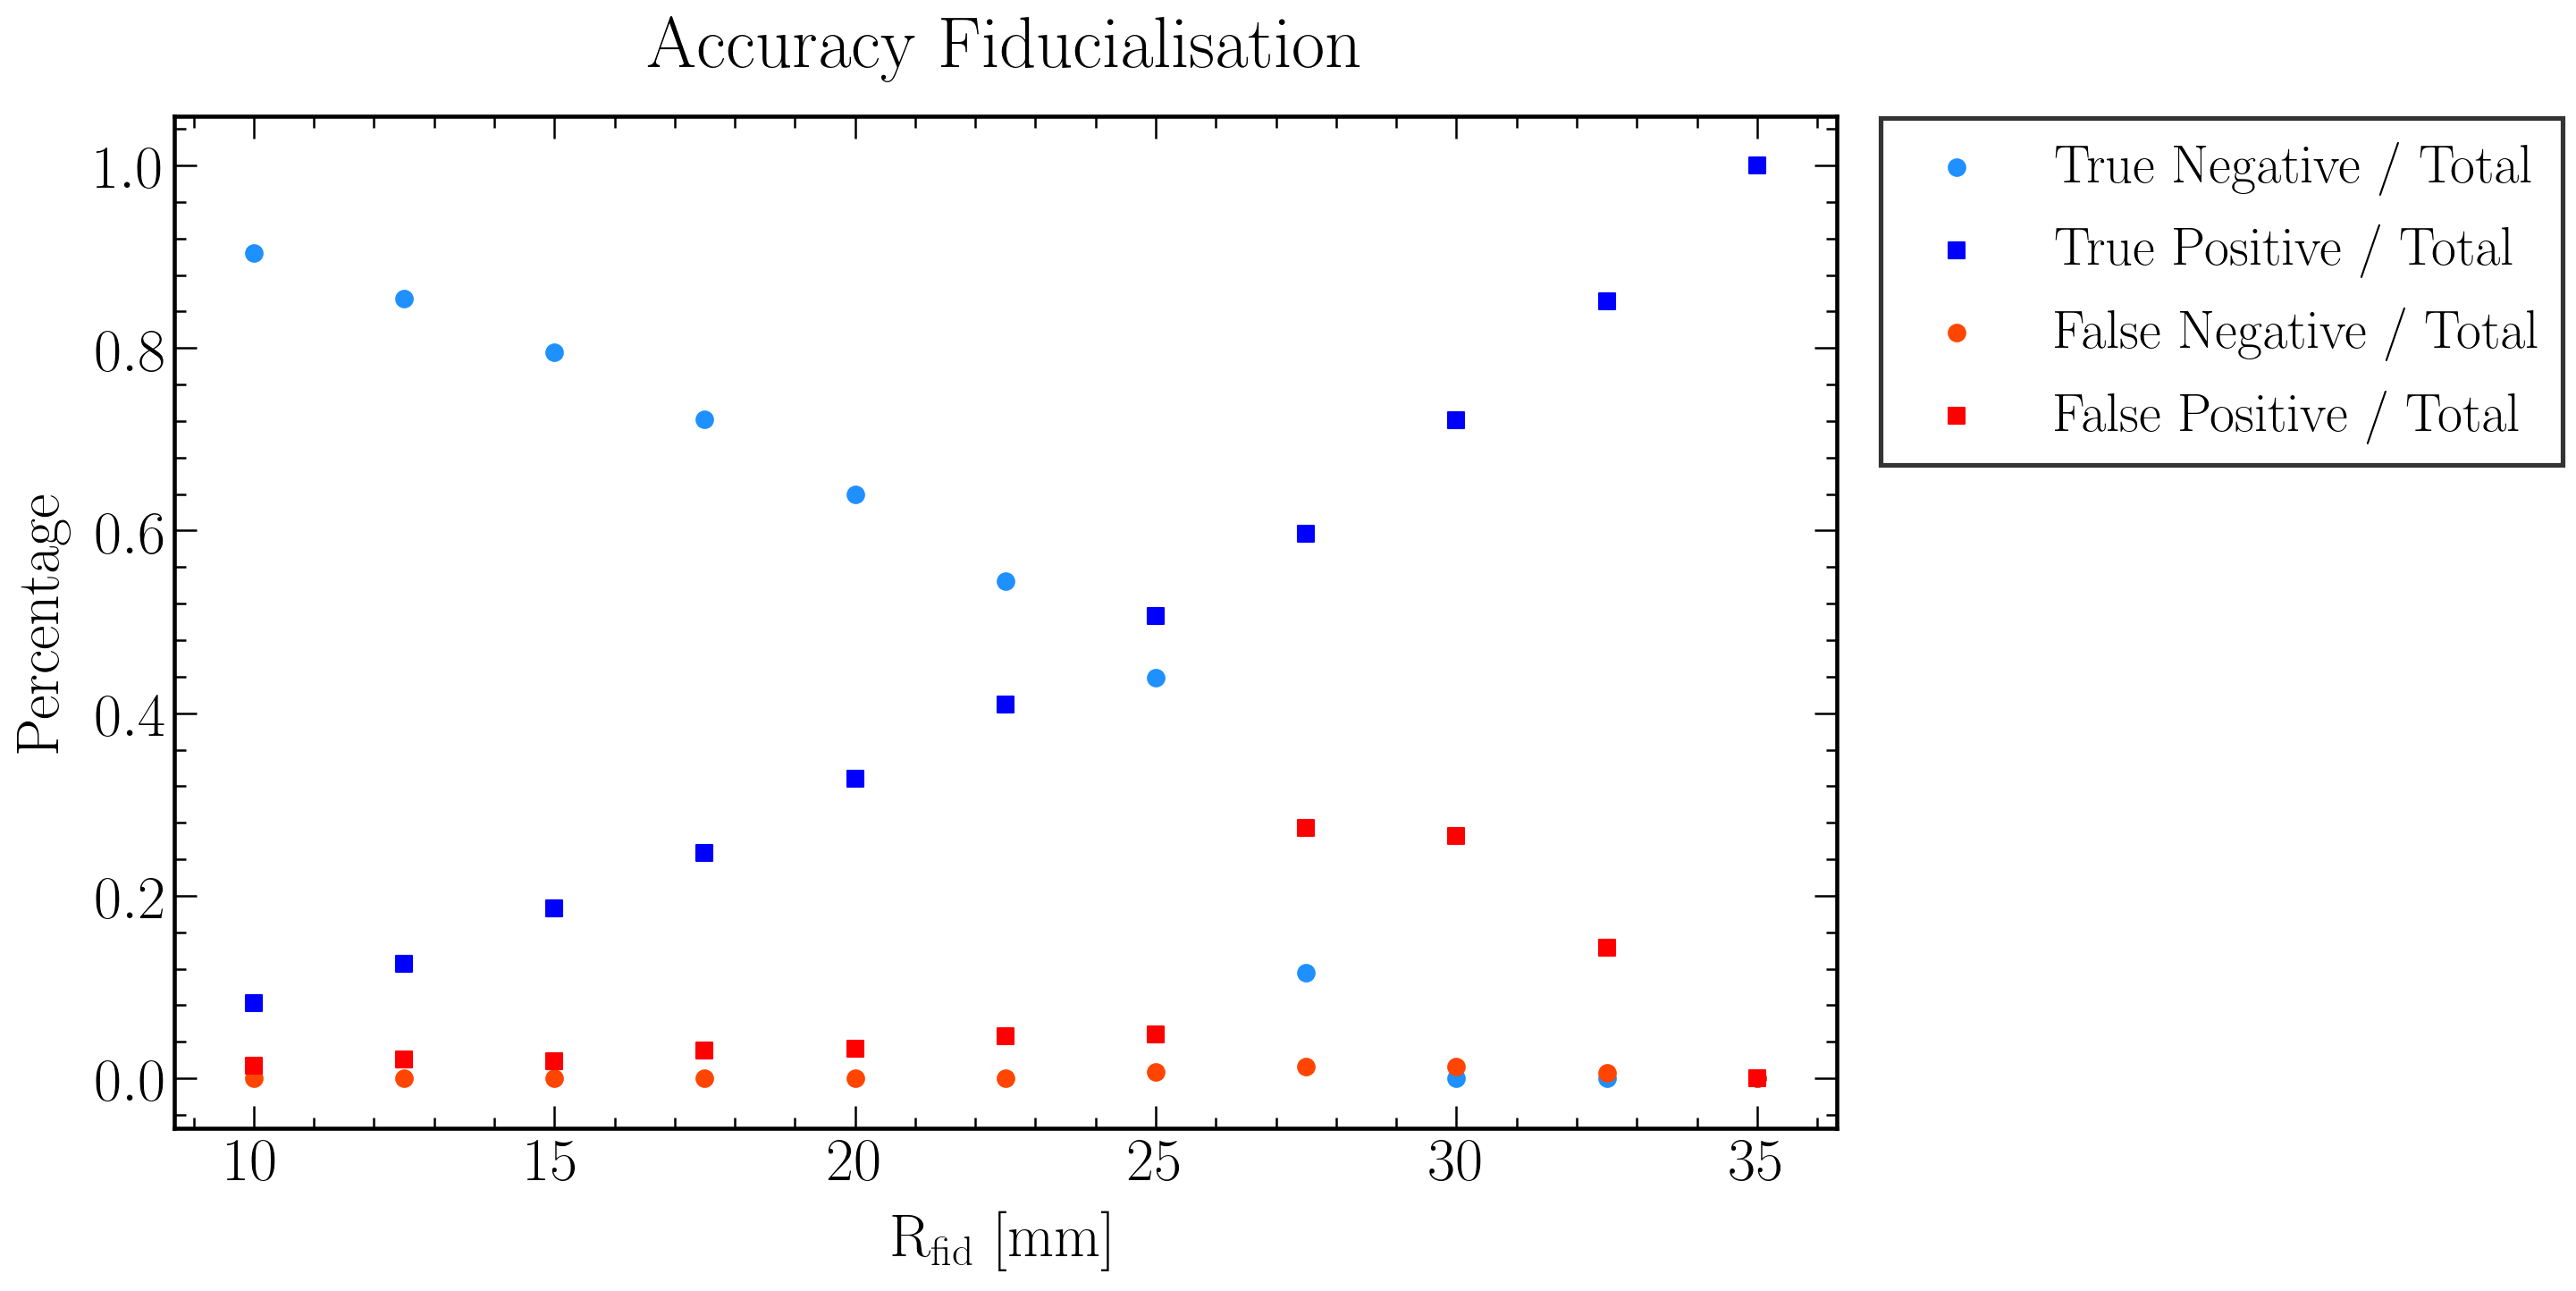 Accuracy Fiducialisation
1.0
0.8
0.6
0.4
0.2
0.0
Percentage
10 15 20 25 30 35
R_fid [mm]
True Negative / Total
True Positive / Total
False Negative / Total
False Positive / Total